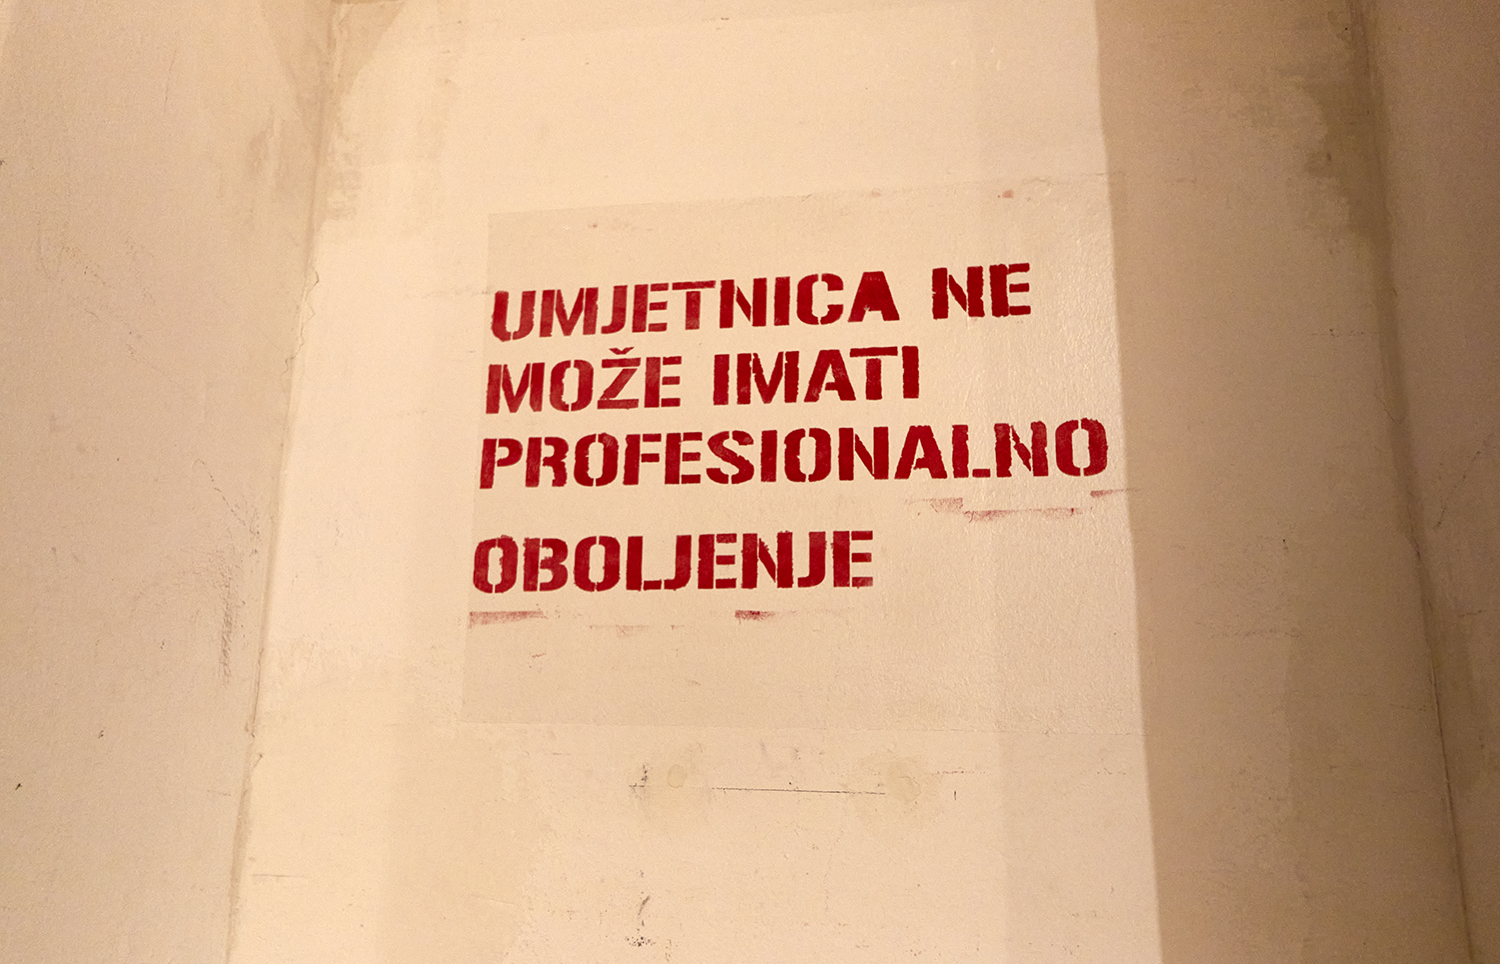 UMJETNICA NE
MOŽE IMATI
PROFESIONALNO
OBOLJENJE